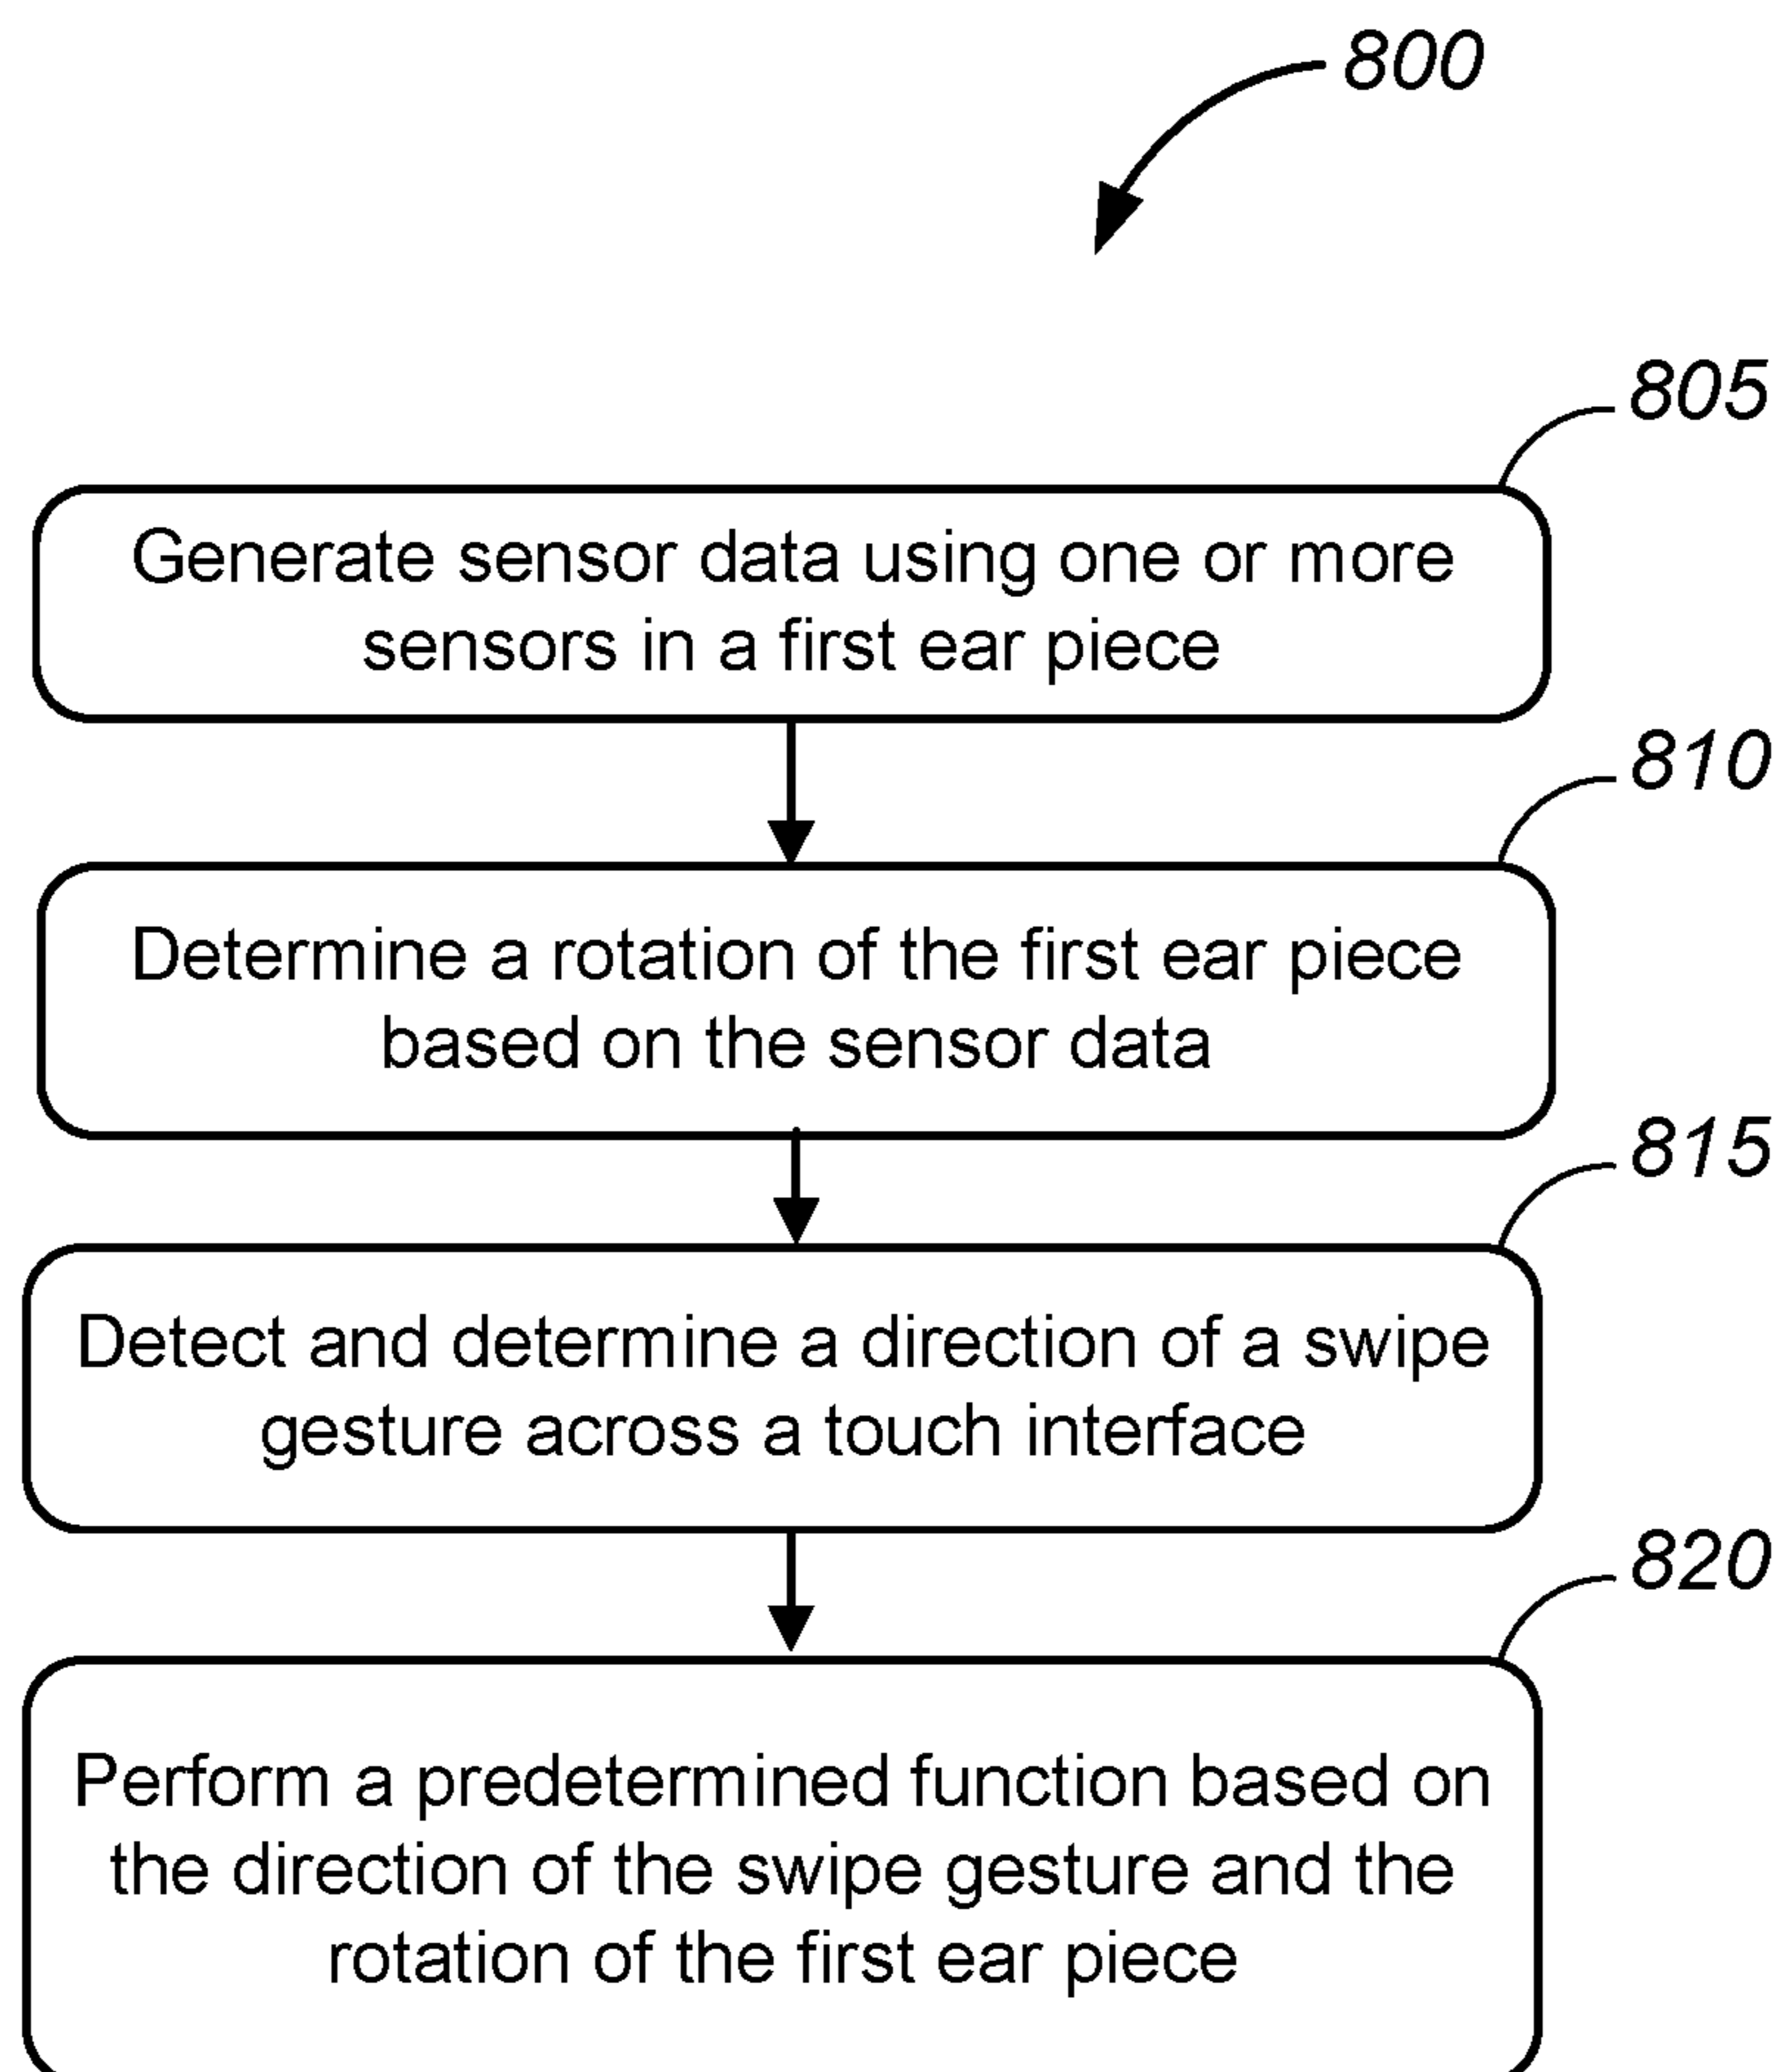 800
805
Generate sensor data using one or more
sensors in a first ear piece
810
Determine a rotation of the first ear piece
based on the sensor data
815
Detect and determine a direction of a swipe
gesture across a touch interface
820
Perform a predetermined function based on
the direction of the swipe gesture and the
rotation of the first ear piece